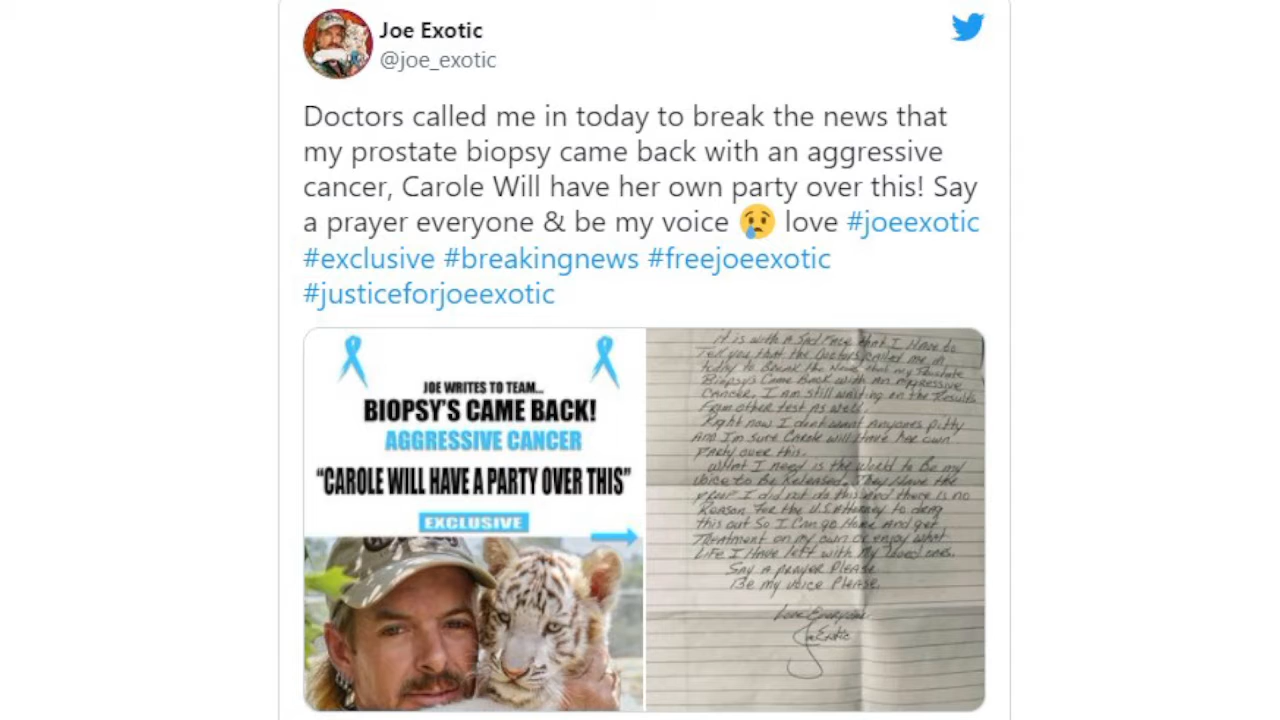 Joe Exotic
@joe_exotic
Doctors called me in today to break the news that
my prostate biopsy came back with an aggressive
cancer, Carole Will have her own party over this! Say
a prayer everyone & be my voice 😢 love #joeexotic
#exclusive #breakingnews #freejoeexotic
#justiceforjoeexotic
JOE WRITES TO TEAM...
BIOPSY'S CAME BACK!
AGGRESSIVE CANCER
"CAROLE WILL HAVE A PARTY OVER THIS"
EXCLUSIVE
it is with a sad face that I Have to
Tell you that the Doctors called me in
today to Break the News that my Prostate
Biopsy's Came Back with an Aggressive
Cancer, I am still waiting on the Results
From other test As well.
Right now I dont want anyones pitty
And I'm sure Carole will Have her own
Party over this.
What I need is the World to Be my
Voice to Be Released, They Have the
I did not do this And there is no
Reason For the U.S. Attorney to drag
this out So I Can go Home And get
Treatment on my own or enjoy what
Life I Have left with My loved ones.
Say A prayer Please
Be my voice Please.
Love Everyone
Joe Exotic